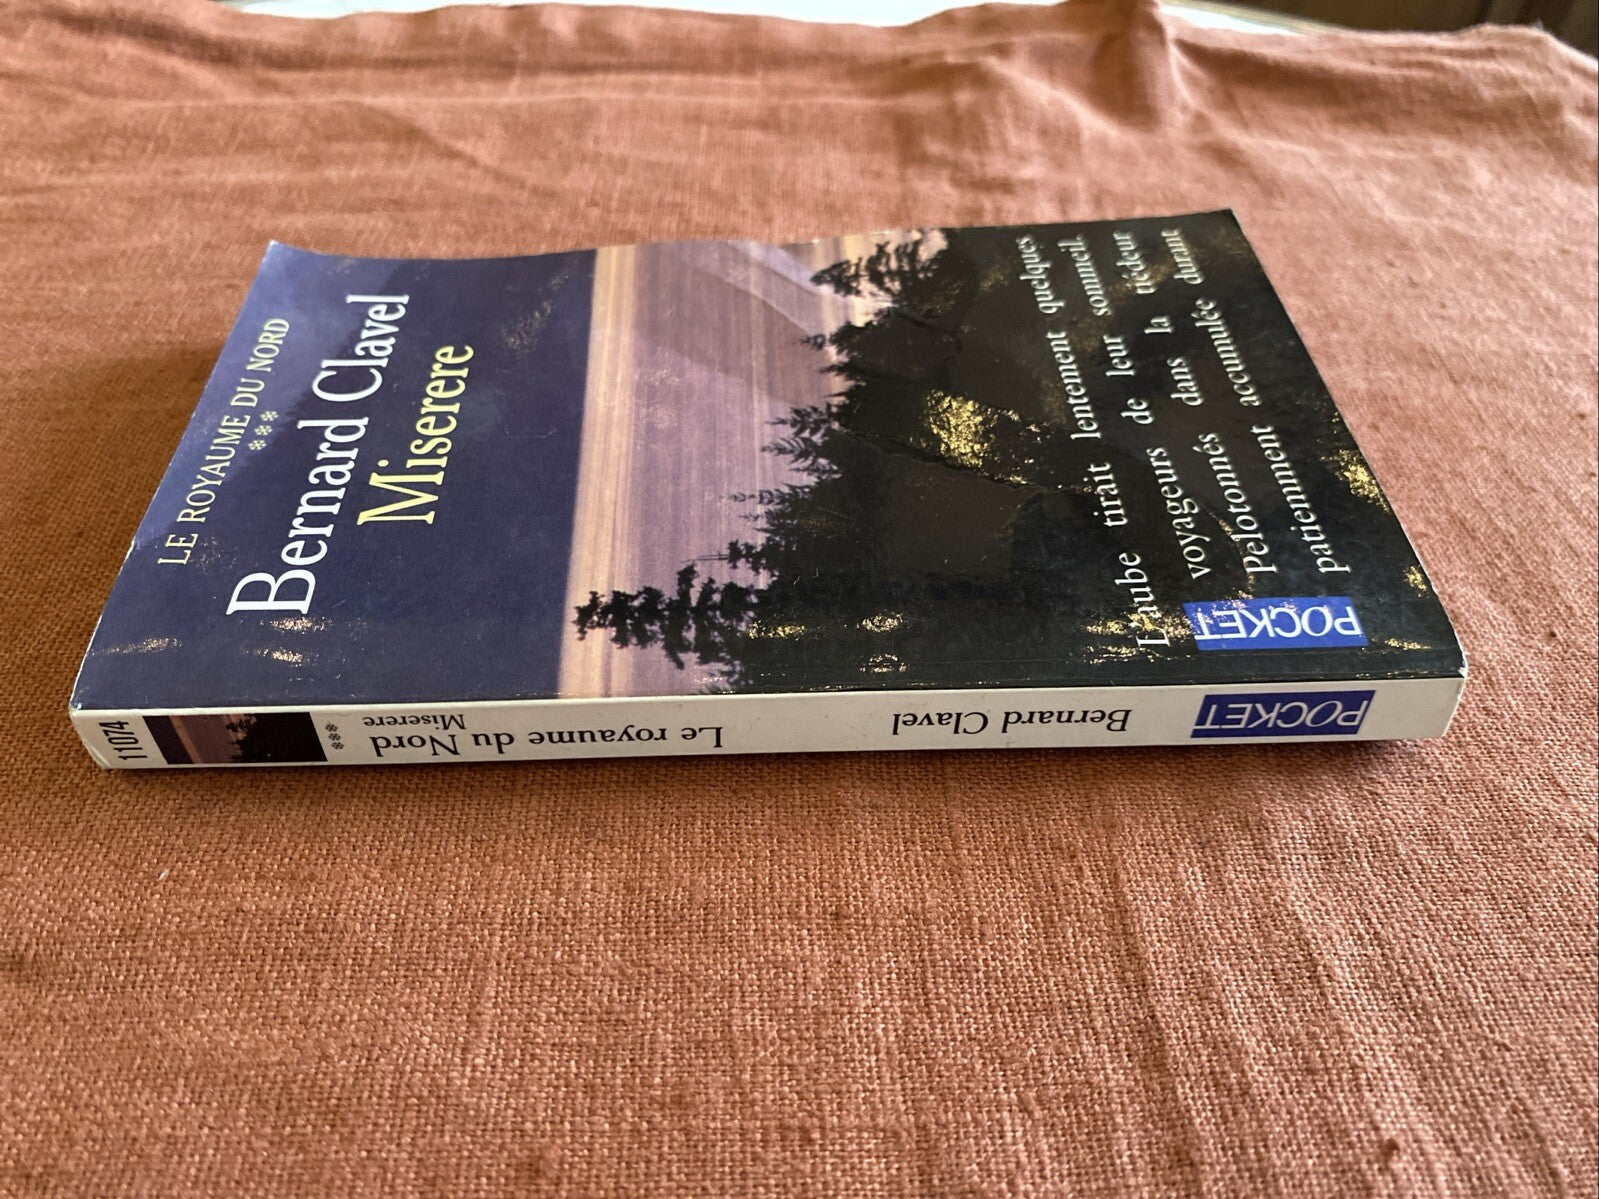 LE ROYAUME DU NORD
***
Bernard Clavel
Miserere
L'aube tirait lentement quelques
voyageurs de leur sommeil.
Pelotonnés dans la tiédeur
patiemment accumulée durant
POCKET
11074
***
Le royaume du Nord
Miserere
Bernard Clavel
POCKET